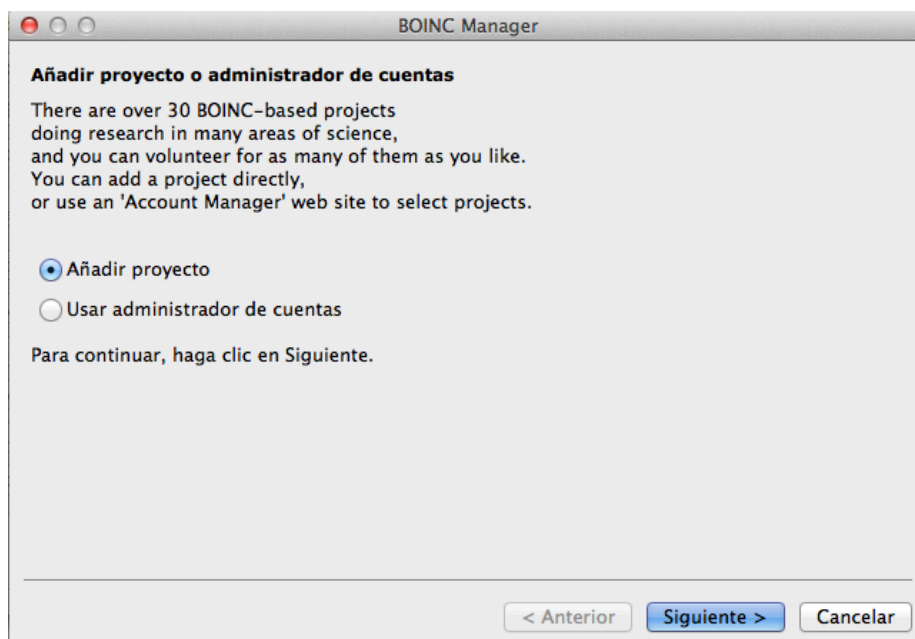 BOINC Manager
Añadir proyecto o administrador de cuentas
There are over 30 BOINC-based projects
doing research in many areas of science,
and you can volunteer for as many of them as you like.
You can add a project directly,
or use an 'Account Manager' web site to select projects.
Añadir proyecto
Usar administrador de cuentas
Para continuar, haga clic en Siguiente.
< Anterior Siguiente > Cancelar